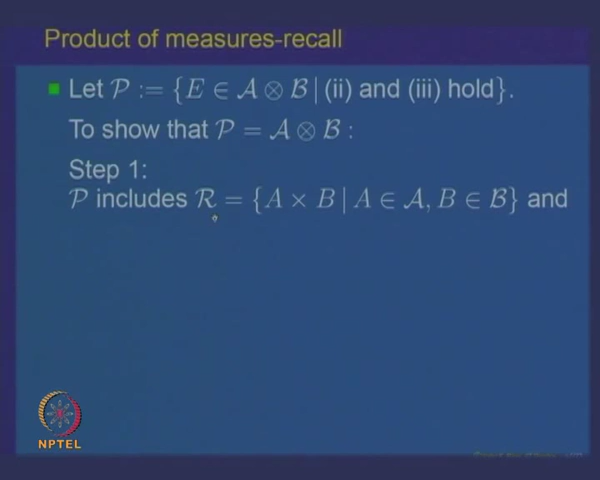 Product of measures-recall
Let 𝒫 := {E ∈ 𝒜 ⊗ ℬ | (ii) and (iii) hold}.
To show that 𝒫 = 𝒜 ⊗ ℬ :
Step 1:
𝒫 includes ℛ = {A × B | A ∈ 𝒜, B ∈ ℬ} and
NPTEL